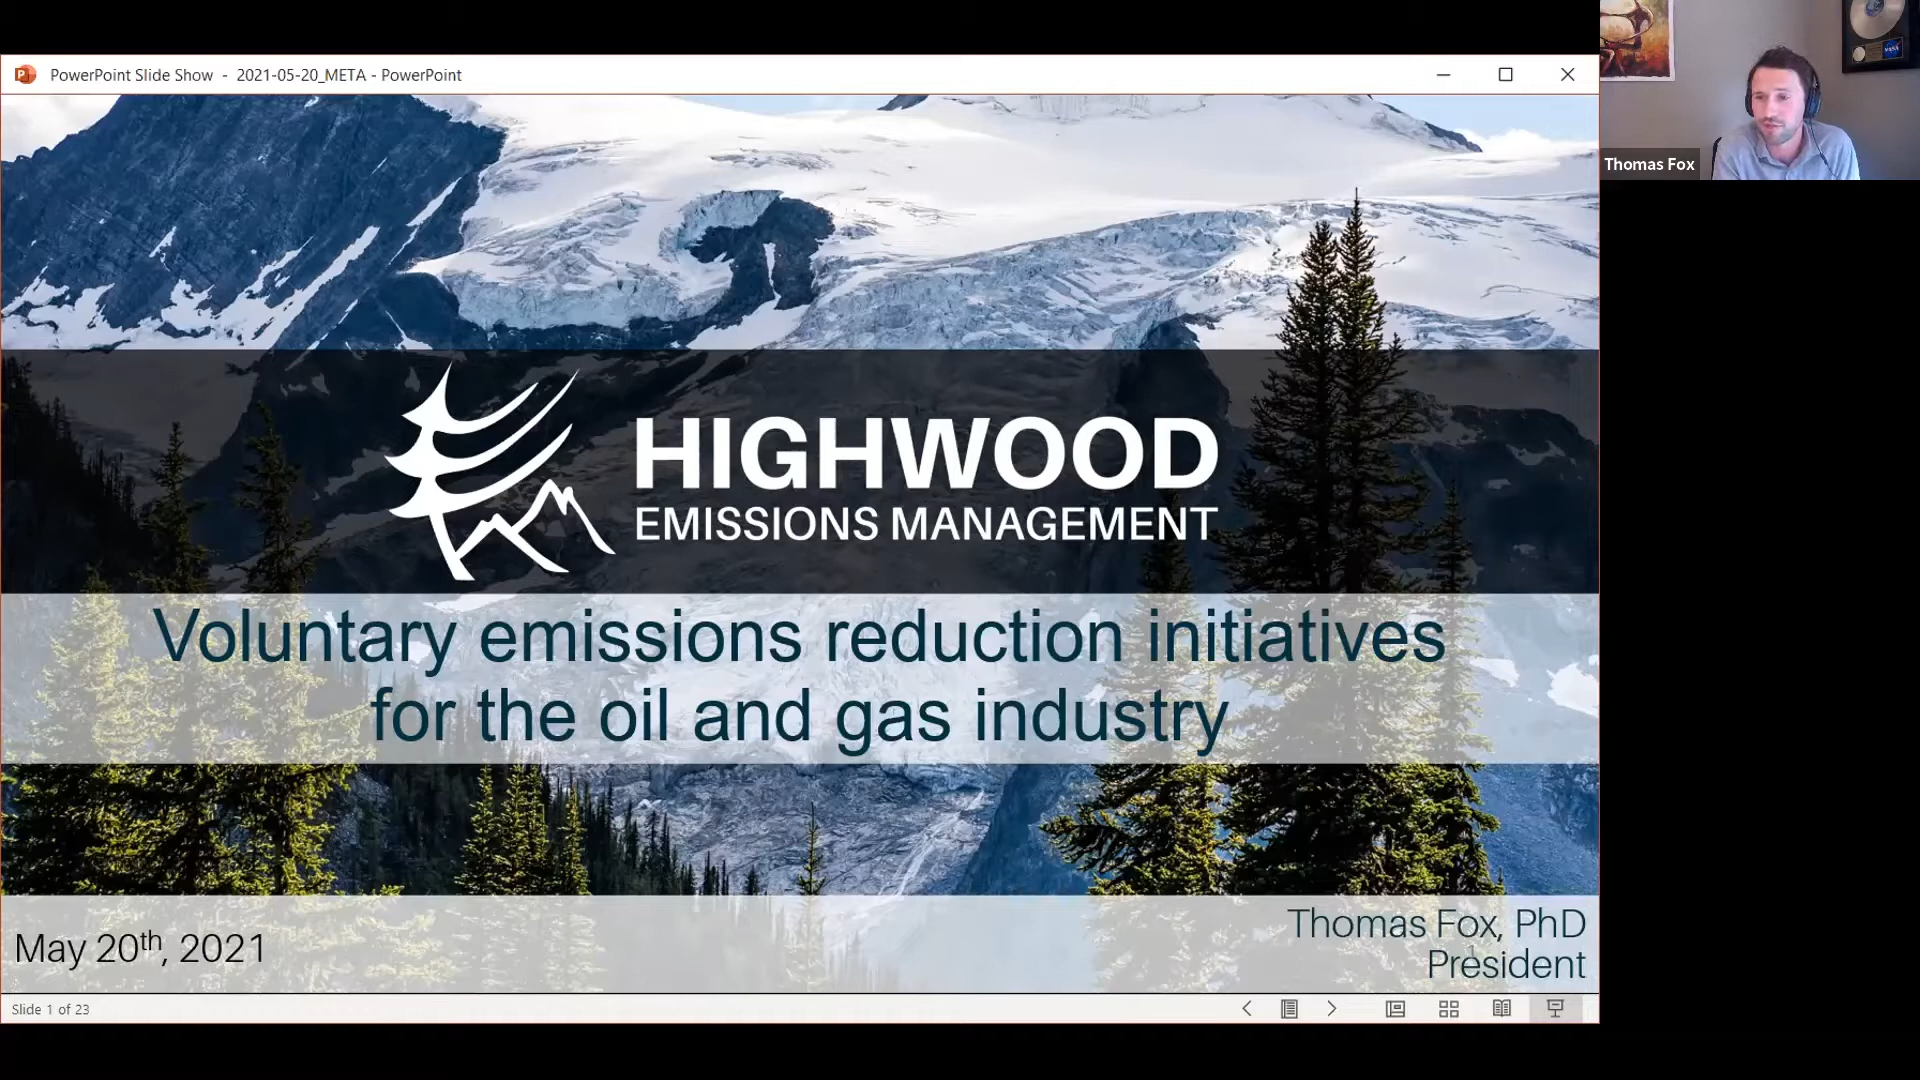 PowerPoint Slide Show - 2021-05-20_META - PowerPoint
Thomas Fox
HIGHWOOD
EMISSIONS MANAGEMENT
Voluntary emissions reduction initiatives
for the oil and gas industry
May 20th, 2021
Thomas Fox, PhD
President
Slide 1 of 23
NASA